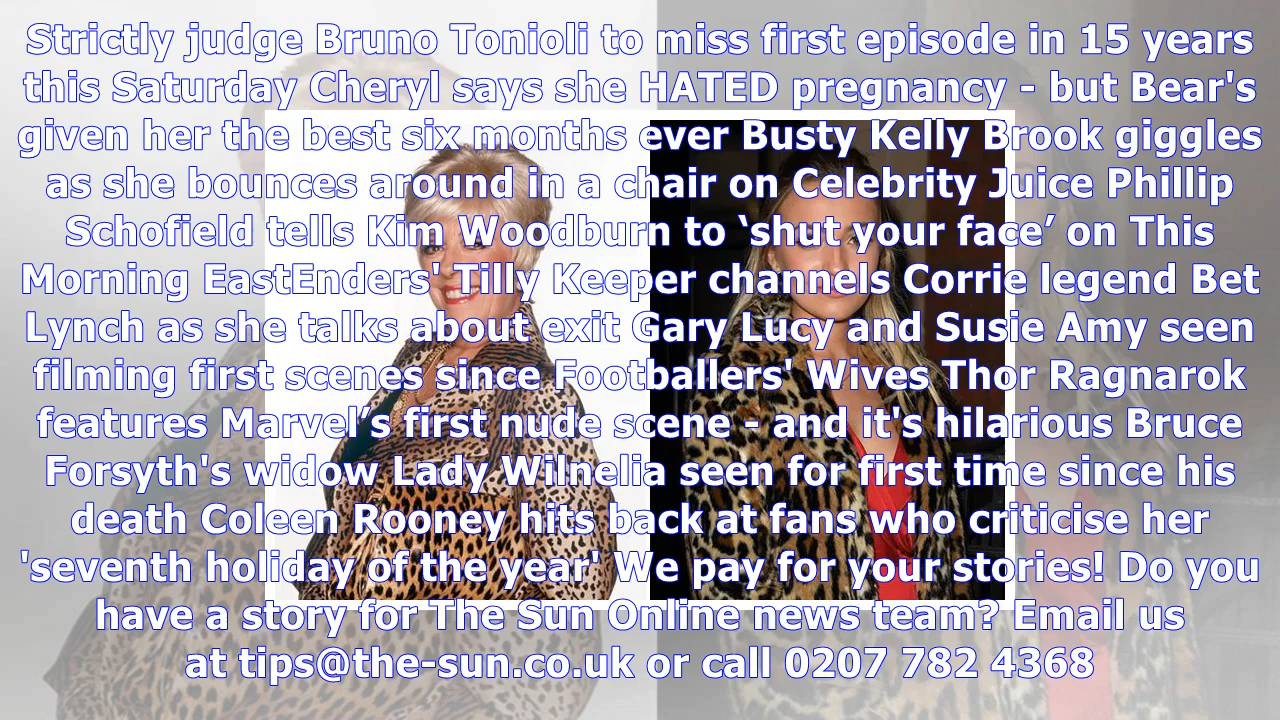 Strictly judge Bruno Tonioli to miss first episode in 15 years
this Saturday Cheryl says she HATED pregnancy - but Bear's
given her the best six months ever Busty Kelly Brook giggles
as she bounces around in a chair on Celebrity Juice Phillip
Schofield tells Kim Woodburn to ‘shut your face’ on This
Morning EastEnders' Tilly Keeper channels Corrie legend Bet
Lynch as she talks about exit Gary Lucy and Susie Amy seen
filming first scenes since Footballers' Wives Thor Ragnarok
features Marvel’s first nude scene - and it's hilarious Bruce
Forsyth's widow Lady Wilnelia seen for first time since his
death Coleen Rooney hits back at fans who criticise her
'seventh holiday of the year' We pay for your stories! Do you
have a story for The Sun Online news team? Email us
at tips@the-sun.co.uk or call 0207 782 4368